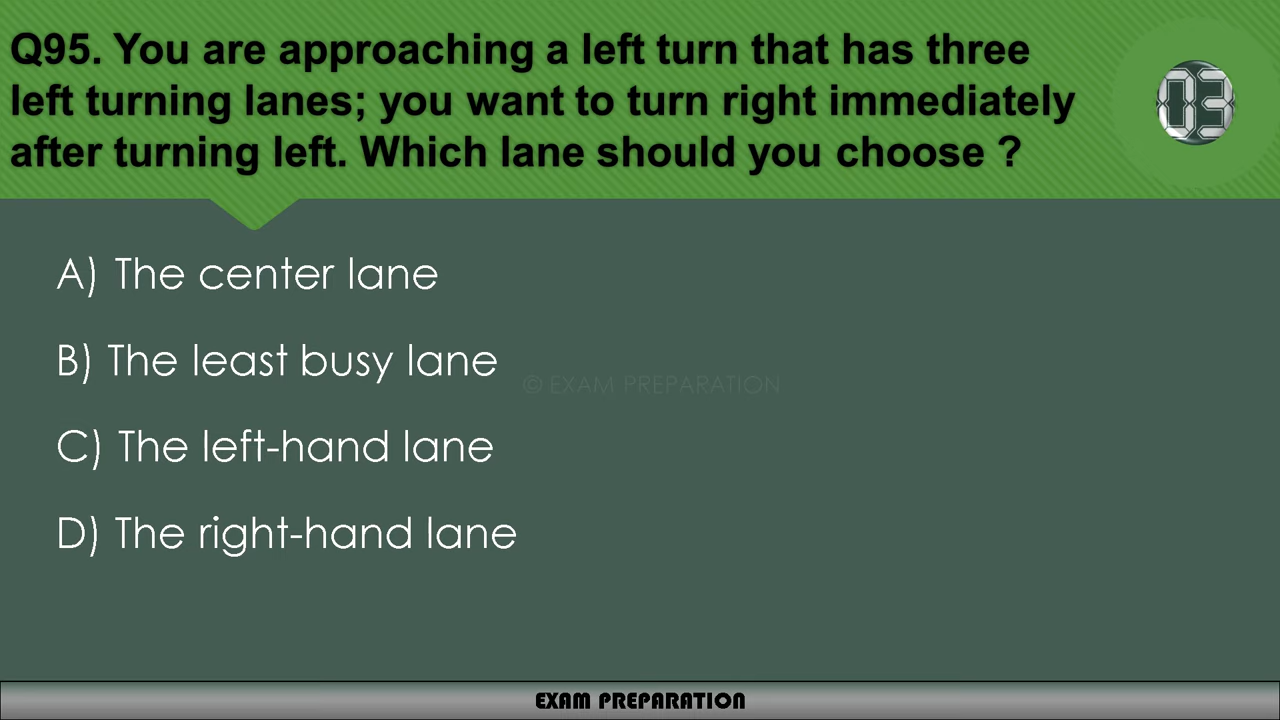 Q95. You are approaching a left turn that has three
left turning lanes; you want to turn right immediately
after turning left. Which lane should you choose ?
03
A) The center lane
B) The least busy lane
© EXAM PREPARATION
C) The left-hand lane
D) The right-hand lane
EXAM PREPARATION